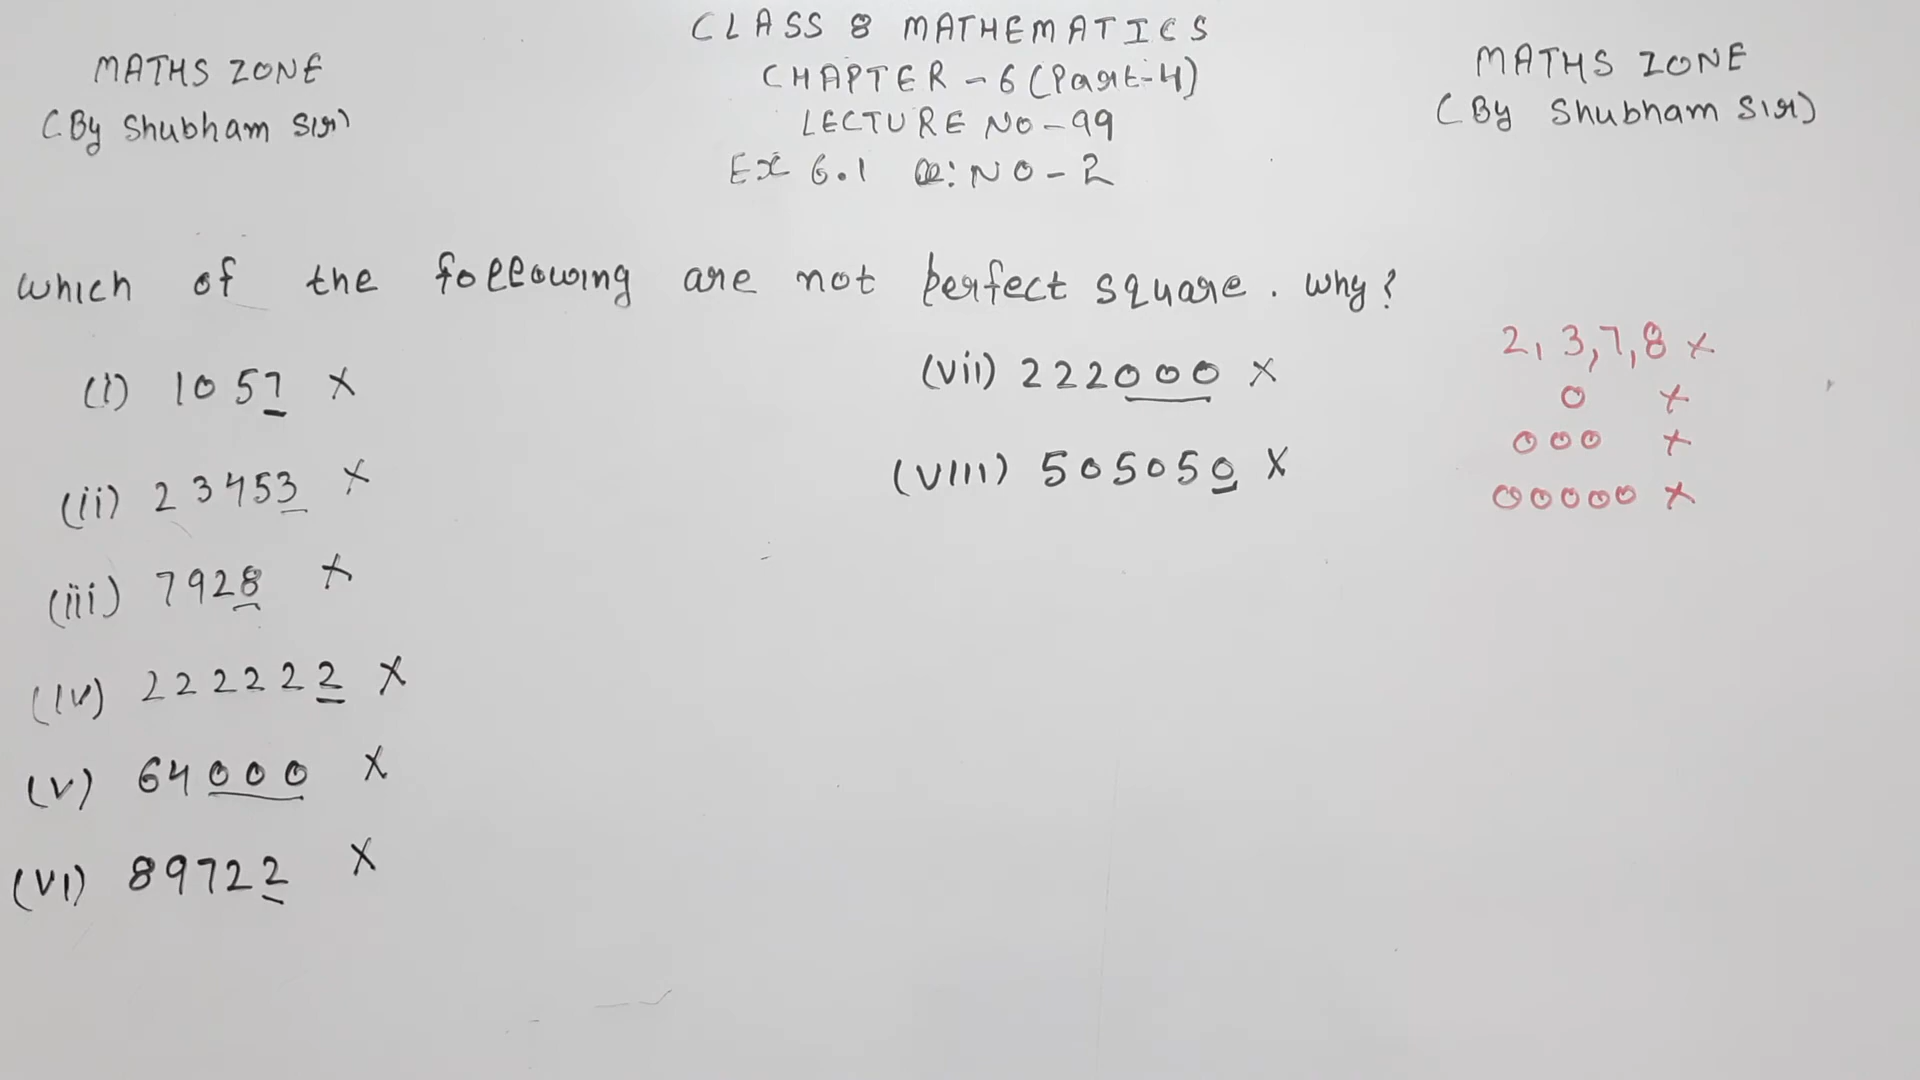 CLASS 8 MATHEMATICS
MATHS ZONE
(By Shubham Sir)
CHAPTER - 6 (Part-4)
LECTURE NO - 99
Ex 6.1 Q: NO - 2
MATHS ZONE
(By Shubham Sir)
which of the following are not perfect square. why?
(i) 1057 ×
(ii) 23453 ×
(iii) 7928 ×
(iv) 222222 ×
(v) 64000 ×
(vi) 89722 ×
(vii) 222000 ×
(viii) 505050 ×
2, 3, 7, 8 ×
0 ×
000 ×
00000 ×